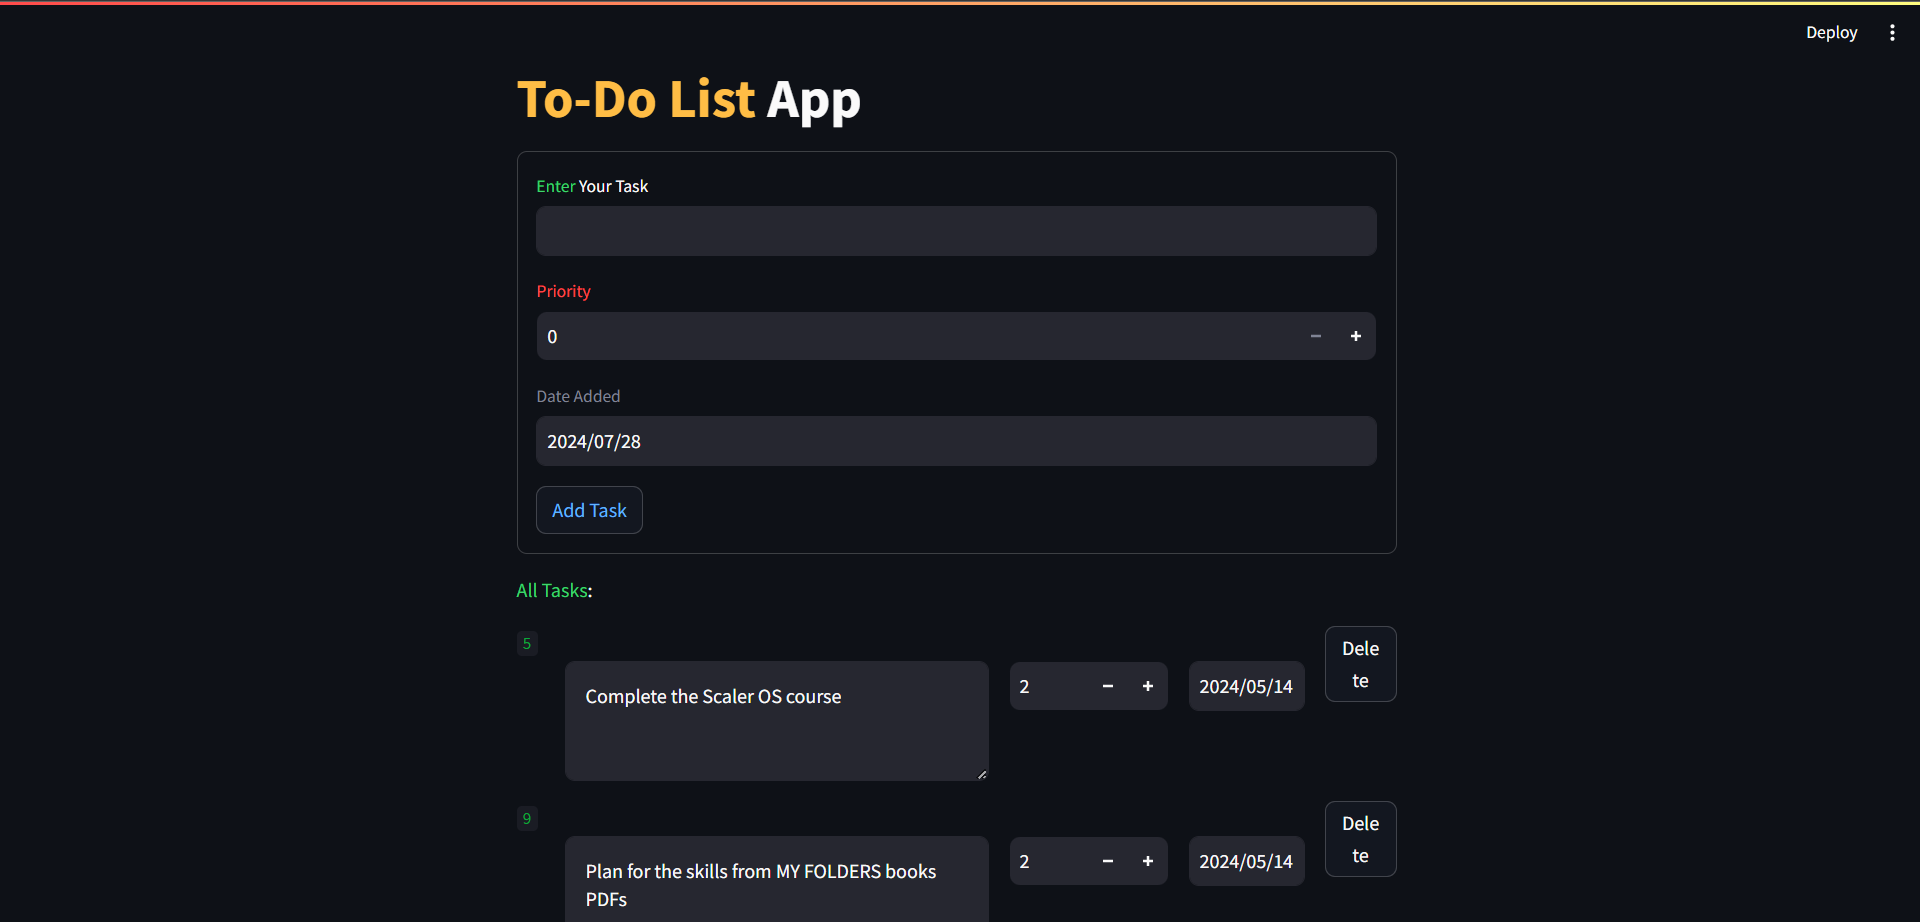 Deploy
To-Do List App
Enter Your Task
Priority
0
Date Added
2024/07/28
Add Task
All Tasks:
5
Complete the Scaler OS course
2
2024/05/14
Dele
te
9
Plan for the skills from MY FOLDERS books
PDFs
2
2024/05/14
Dele
te